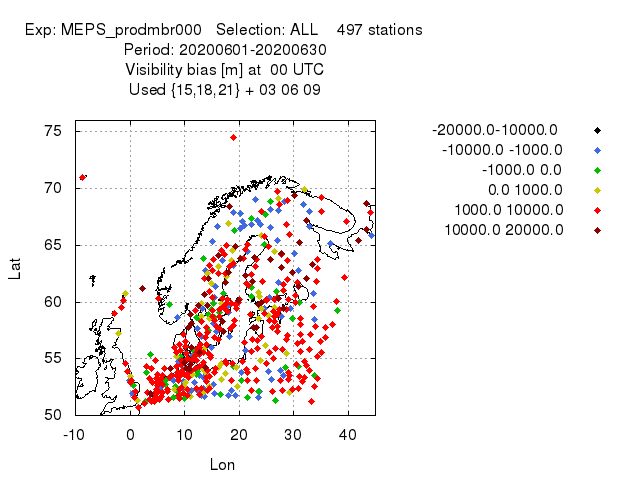 Exp: MEPS_prodmbr000 Selection: ALL 497 stations
Period: 20200601-20200630
Visibility bias [m] at 00 UTC
Used {15,18,21} + 03 06 09
-20000.0-10000.0
-10000.0 -1000.0
-1000.0 0.0
0.0 1000.0
1000.0 10000.0
10000.0 20000.0
75
70
65
60
55
50
Lat
-10 0 10 20 30 40
Lon